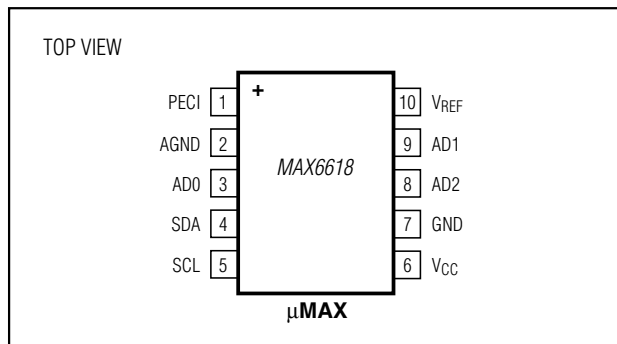 TOP VIEW
+
PECI 1
AGND 2
AD0 3
SDA 4
SCL 5
MAX6618
10 VREF
9 AD1
8 AD2
7 GND
6 VCC
μMAX